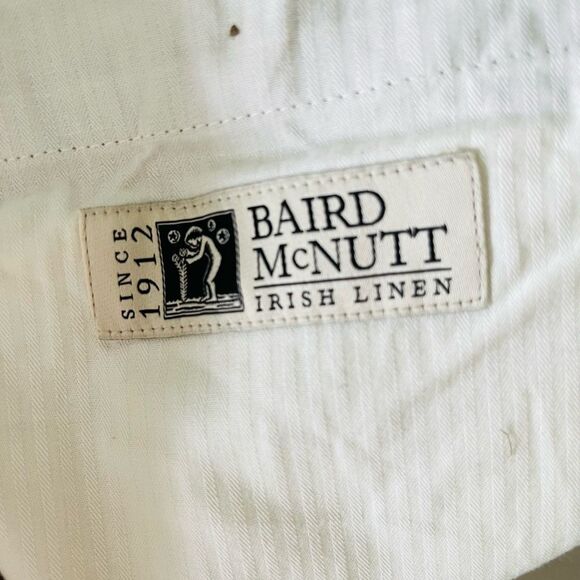 SINCE
1912
BAIRD
McNUTT
IRISH LINEN